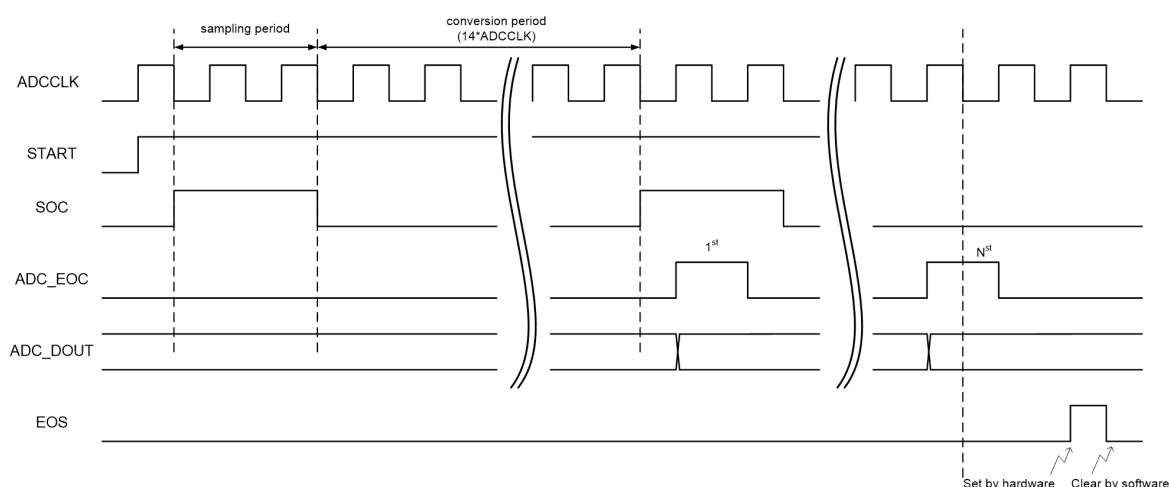 sampling period
conversion period
(14*ADCCLK)
ADCCLK
START
SOC
1st
Nst
ADC_EOC
ADC_DOUT
EOS
Set by hardware
Clear by software